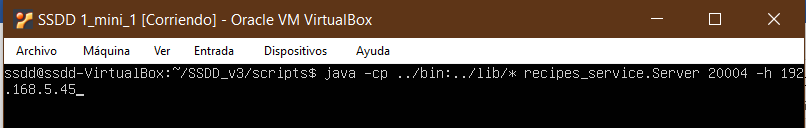 SSDD 1_mini_1 [Corriendo] - Oracle VM VirtualBox
Archivo Máquina Ver Entrada Dispositivos Ayuda
ssdd@ssdd-VirtualBox:~/SSDD_v3/scripts$ java -cp ../bin:../lib/* recipes_service.Server 20004 -h 192
.168.5.45_